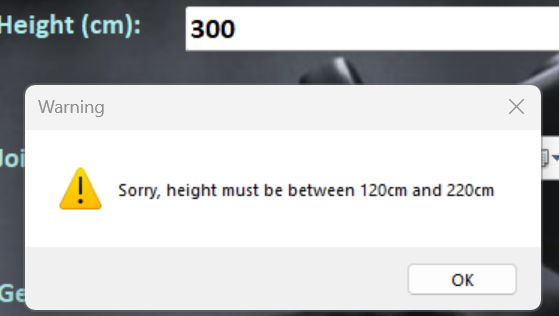 Height (cm):
300
Warning
Sorry, height must be between 120cm and 220cm
OK